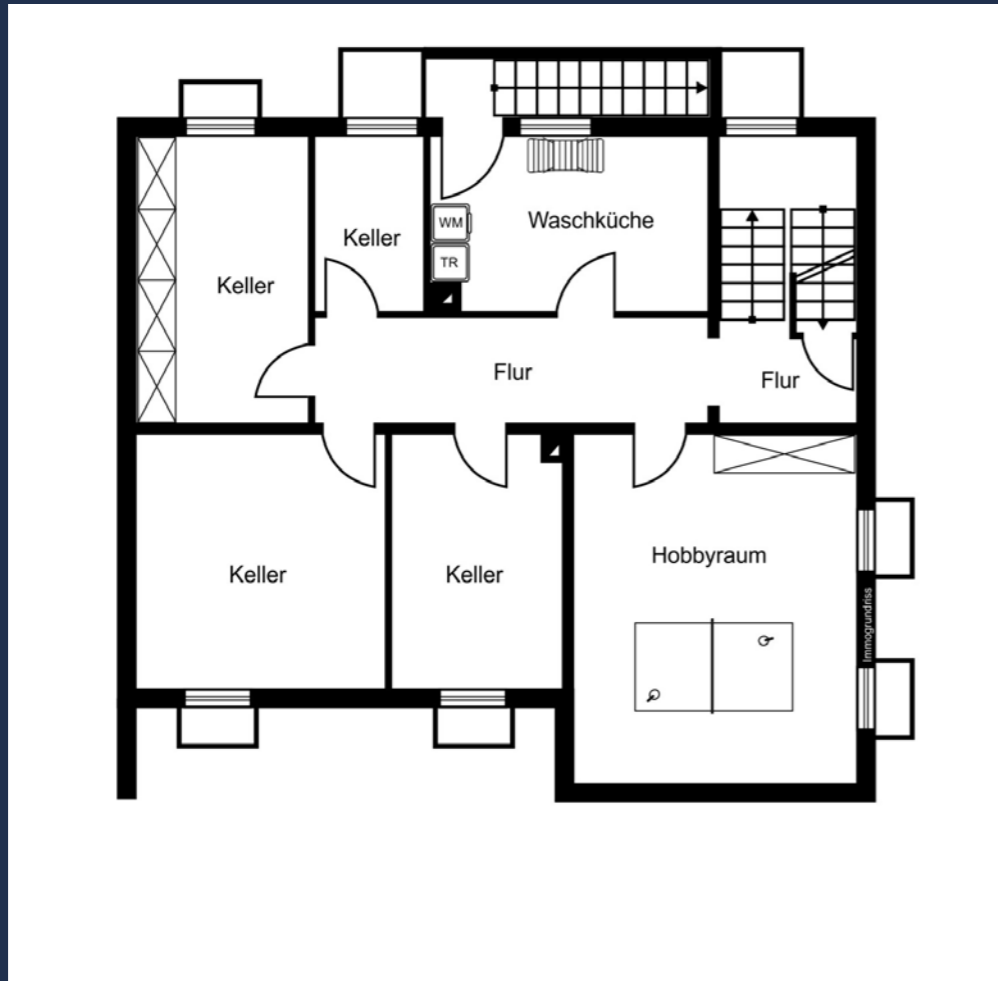 Keller
Keller
WM
TR
Waschküche
Flur
Flur
Keller
Keller
Hobbyraum
Immogrundriss